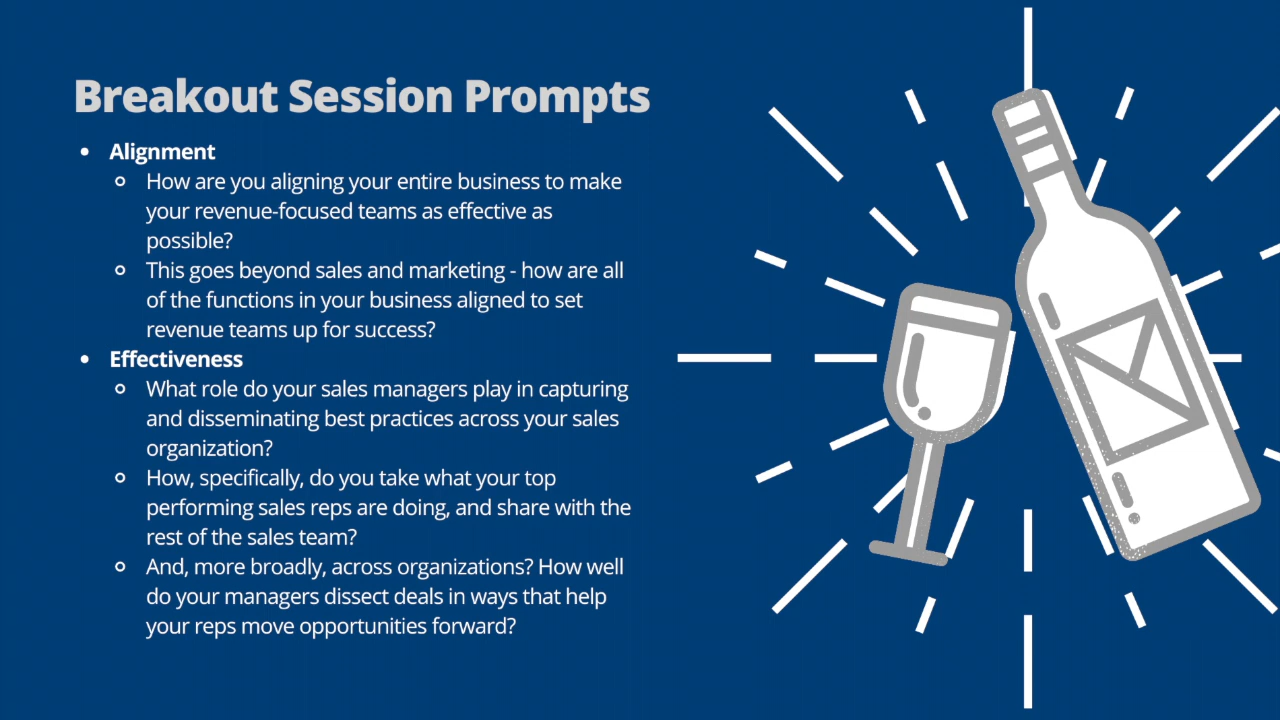 Breakout Session Prompts
• Alignment
○ How are you aligning your entire business to make
your revenue-focused teams as effective as
possible?
○ This goes beyond sales and marketing - how are all
of the functions in your business aligned to set
revenue teams up for success?
• Effectiveness
○ What role do your sales managers play in capturing
and disseminating best practices across your sales
organization?
○ How, specifically, do you take what your top
performing sales reps are doing, and share with the
rest of the sales team?
○ And, more broadly, across organizations? How well
do your managers dissect deals in ways that help
your reps move opportunities forward?